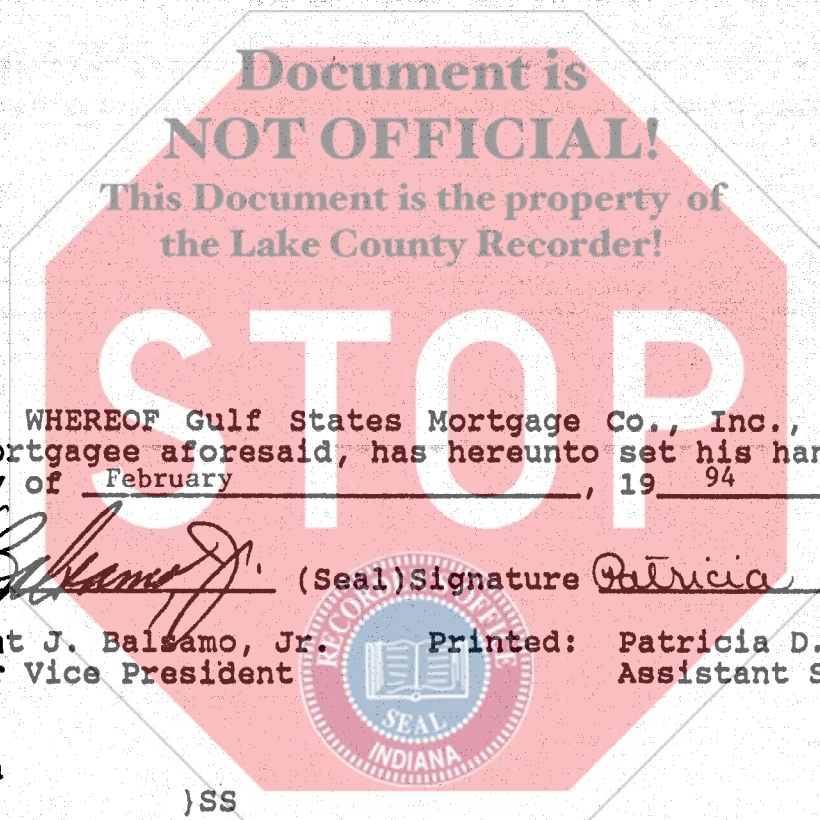 Document is
NOT OFFICIAL!
This Document is the property of
the Lake County Recorder!
STOP
WHEREOF Gulf States Mortgage Co., Inc.,
ortgagee aforesaid, has hereunto set his han
of February, 19 94
Balsamo Jr. (Seal)Signature Patricia
t J. Balsamo, Jr. Printed: Patricia D.
r Vice President Assistant S
RECORDER OFFICE
SEAL
INDIANA
)SS